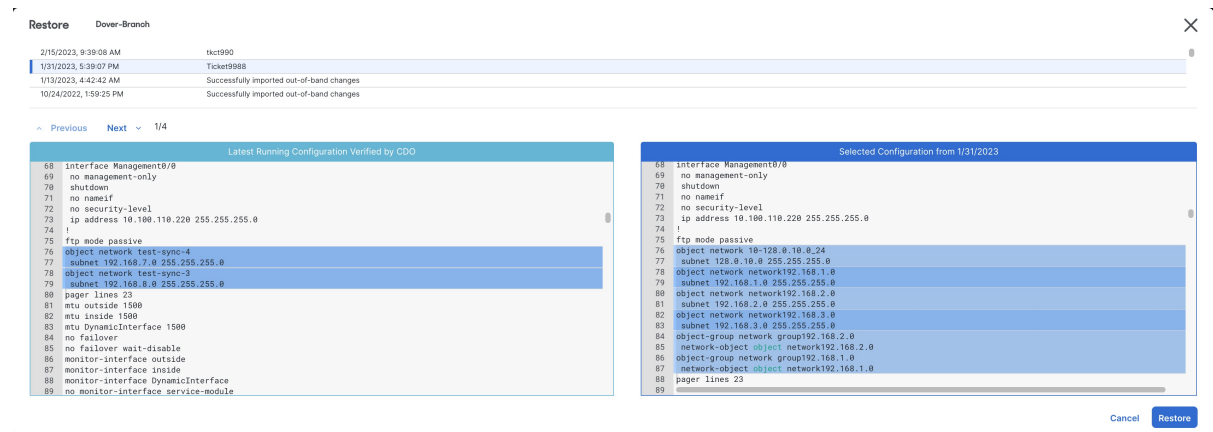 Restore Dover-Branch
2/15/2023, 9:39:08 AM tkct990
1/31/2023, 5:39:07 PM Ticket9988
1/13/2023, 4:42:42 AM Successfully imported out-of-band changes
10/24/2022, 1:59:25 PM Successfully imported out-of-band changes
Previous Next 1/4
Latest Running Configuration Verified by CDO
68 interface Management0/0
69 no management-only
70 shutdown
71 no nameif
72 no security-level
73 ip address 10.100.110.220 255.255.255.0
74 !
75 ftp mode passive
76 object network test-sync-4
77 subnet 192.168.7.0 255.255.255.0
78 object network test-sync-3
79 subnet 192.168.8.0 255.255.255.0
80 pager lines 23
81 mtu outside 1500
82 mtu inside 1500
83 mtu DynamicInterface 1500
84 no failover
85 no failover wait-disable
86 monitor-interface outside
87 monitor-interface inside
88 monitor-interface DynamicInterface
89 no monitor-interface service-module
Selected Configuration from 1/31/2023
68 interface Management0/0
69 no management-only
70 shutdown
71 no nameif
72 no security-level
73 ip address 10.100.110.220 255.255.255.0
74 !
75 ftp mode passive
76 object network 10-128.0.10.0_24
77 subnet 128.0.10.0 255.255.255.0
78 object network network192.168.1.0
79 subnet 192.168.1.0 255.255.255.0
80 object network network192.168.2.0
81 subnet 192.168.2.0 255.255.255.0
82 object network network192.168.3.0
83 subnet 192.168.3.0 255.255.255.0
84 object-group network group192.168.2.0
85 network-object object network192.168.2.0
86 object-group network group192.168.1.0
87 network-object object network192.168.1.0
88 pager lines 23
89
Cancel Restore